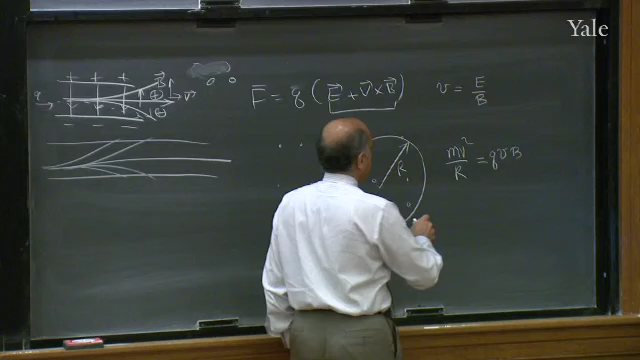 Yale
q
B
v
F = q ( E + v × B )
v = E / B
R
mv² / R = qvB